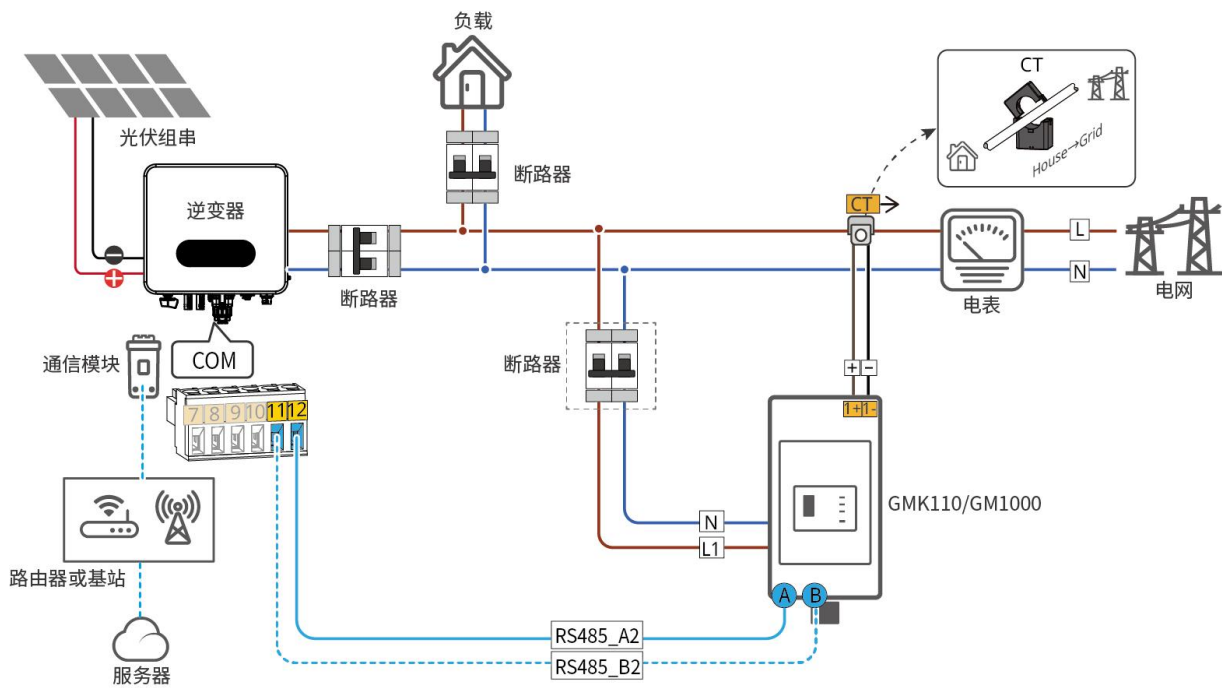 负载
CT
光伏组串
House→Grid
断路器
逆变器
CT
L
N
断路器
电表
电网
COM
通信模块
断路器
+ -
7 8 9 10 11 12
1+ 1-
GMK110/GM1000
N
L1
路由器或基站
A B
RS485_A2
RS485_B2
服务器